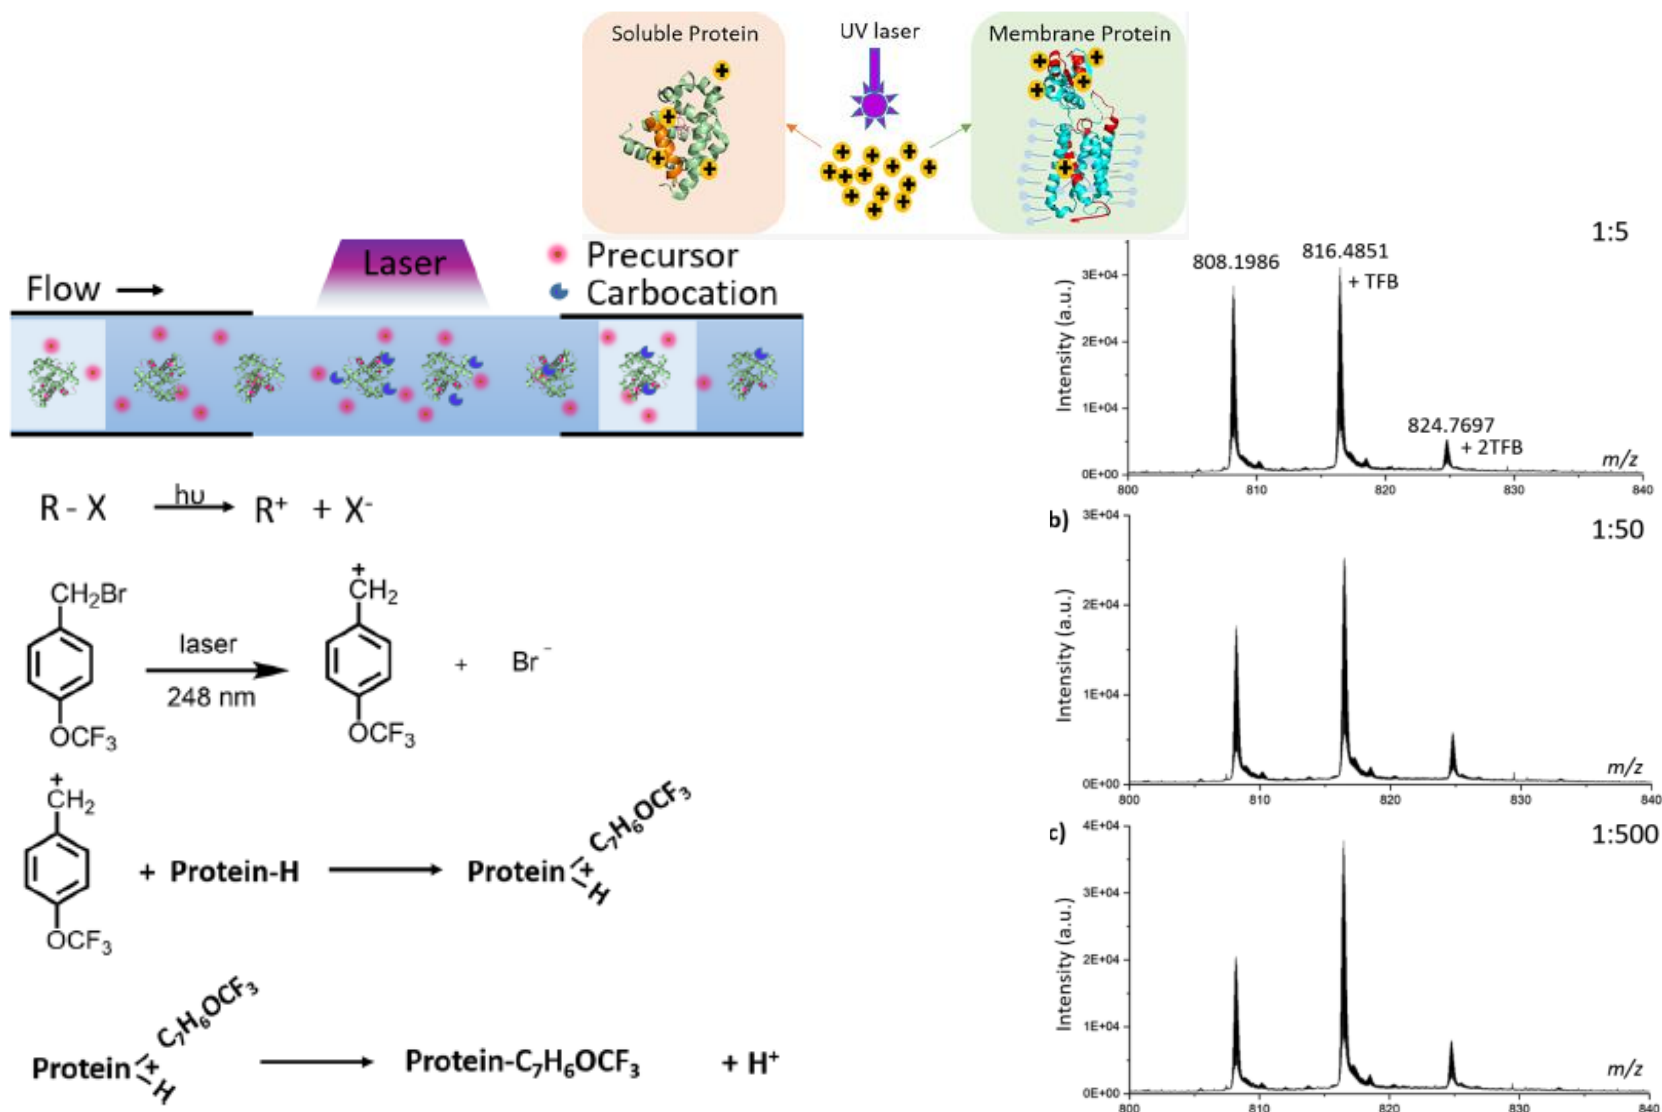 Soluble Protein
UV laser
Membrane Protein
Flow
Laser
Precursor
Carbocation
R - X
hυ
R⁺ + X⁻
CH₂Br
OCF₃
laser
248 nm
+
CH₂
OCF₃
+
Br⁻
+
CH₂
OCF₃
+ Protein-H
Protein
C₇H₆OCF₃
+
H
Protein
C₇H₆OCF₃
+
H
Protein-C₇H₆OCF₃
+ H⁺
1:5
808.1986
816.4851
+ TFB
824.7697
+ 2TFB
Intensity (a.u.)
3E+04
2E+04
1E+04
0E+00
m/z
800 810 820 830 840
b)
1:50
Intensity (a.u.)
3E+04
2E+04
1E+04
0E+00
m/z
800 810 820 830 840
c)
1:500
Intensity (a.u.)
4E+04
3E+04
2E+04
1E+04
0E+00
m/z
800 810 820 830 840